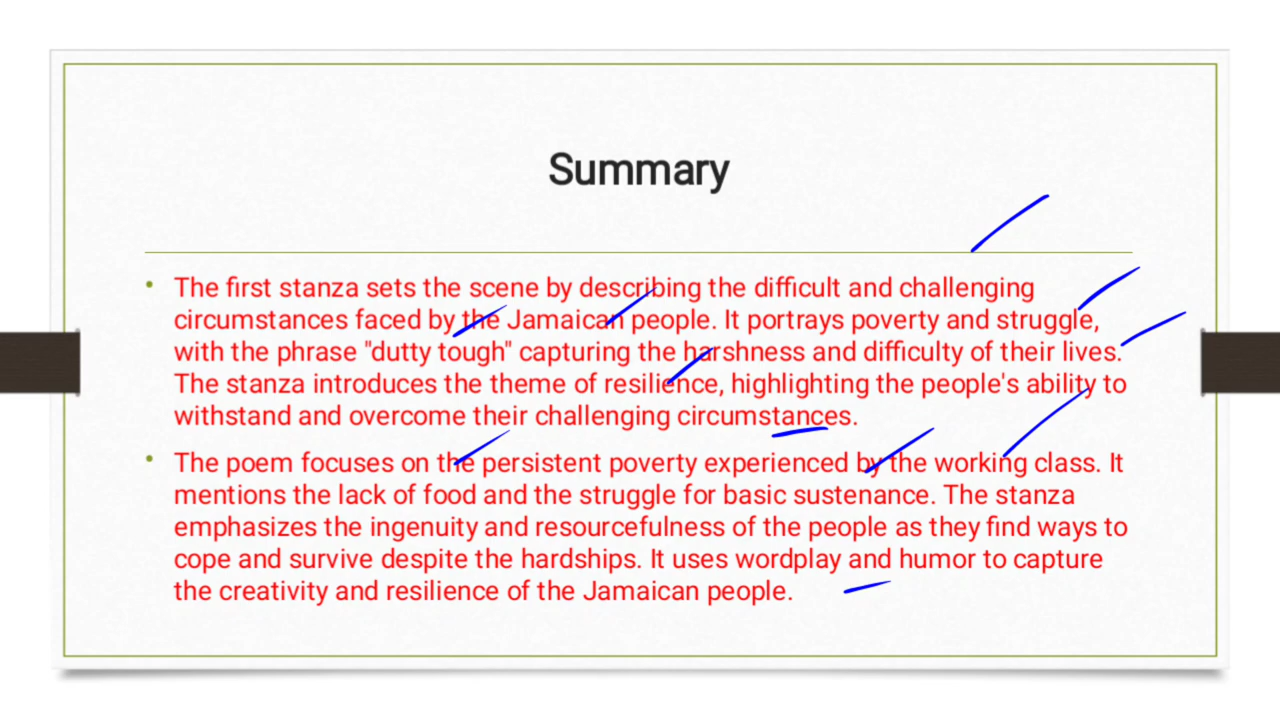 Summary
• The first stanza sets the scene by describing the difficult and challenging
circumstances faced by the Jamaican people. It portrays poverty and struggle,
with the phrase "dutty tough" capturing the harshness and difficulty of their lives.
The stanza introduces the theme of resilience, highlighting the people's ability to
withstand and overcome their challenging circumstances.
• The poem focuses on the persistent poverty experienced by the working class. It
mentions the lack of food and the struggle for basic sustenance. The stanza
emphasizes the ingenuity and resourcefulness of the people as they find ways to
cope and survive despite the hardships. It uses wordplay and humor to capture
the creativity and resilience of the Jamaican people.